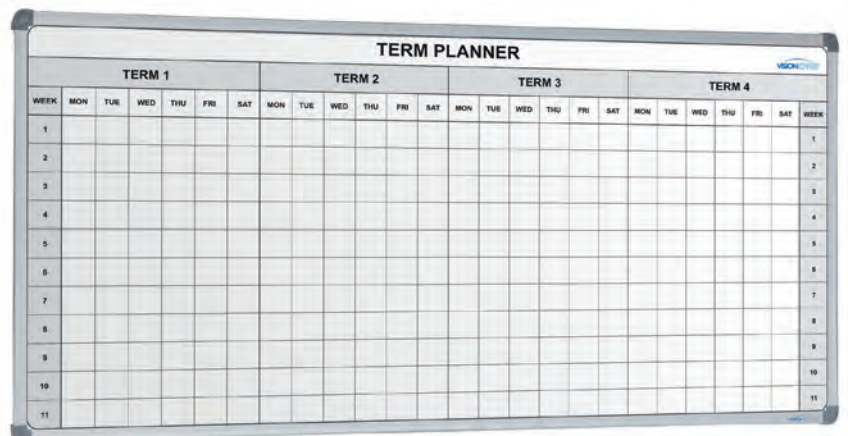 TERM PLANNER
VISION
TERM 1 TERM 2 TERM 3 TERM 4
WEEK MON TUE WED THU FRI SAT MON TUE WED THU FRI SAT MON TUE WED THU FRI SAT MON TUE WED THU FRI SAT WEEK
1 1
2 2
3 3
4 4
5 5
6 6
7 7
8 8
9 9
10 10
11 11